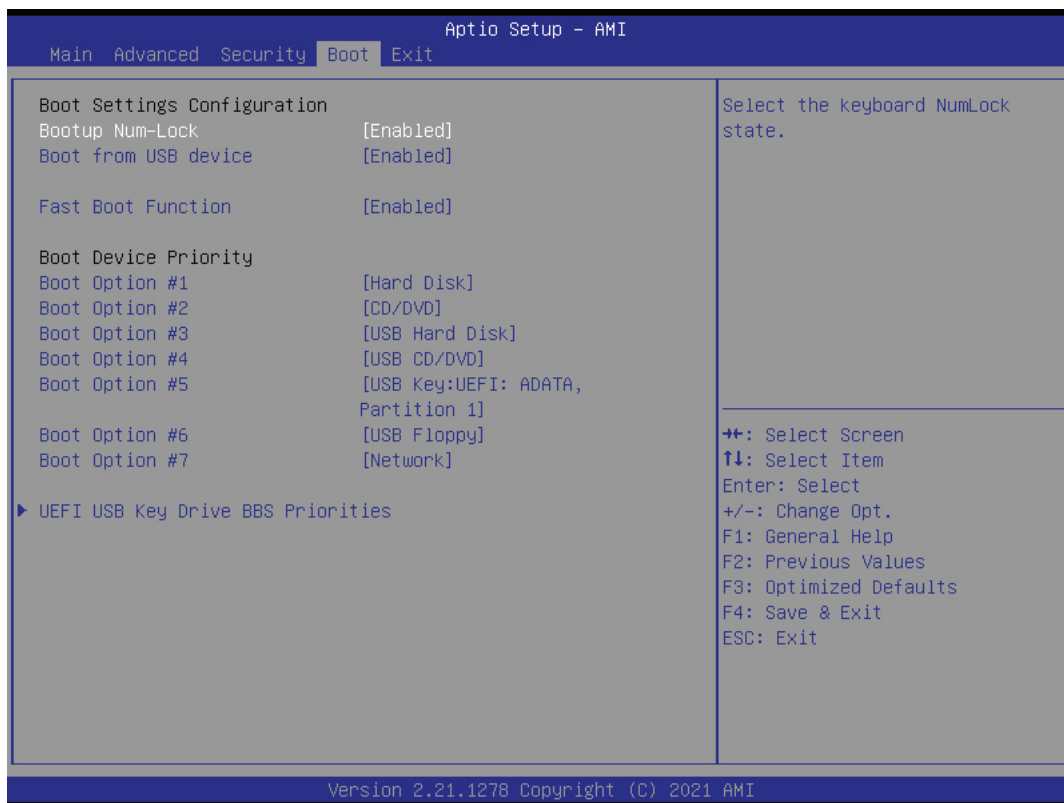 Aptio Setup – AMI
Main Advanced Security Boot Exit
Boot Settings Configuration
Bootup Num-Lock [Enabled]
Boot from USB device [Enabled]
Fast Boot Function [Enabled]
Boot Device Priority
Boot Option #1 [Hard Disk]
Boot Option #2 [CD/DVD]
Boot Option #3 [USB Hard Disk]
Boot Option #4 [USB CD/DVD]
Boot Option #5 [USB Key:UEFI: ADATA,
Partition 1]
Boot Option #6 [USB Floppy]
Boot Option #7 [Network]
▶ UEFI USB Key Drive BBS Priorities
Select the keyboard NumLock
state.
→←: Select Screen
↑↓: Select Item
Enter: Select
+/-: Change Opt.
F1: General Help
F2: Previous Values
F3: Optimized Defaults
F4: Save & Exit
ESC: Exit
Version 2.21.1278 Copyright (C) 2021 AMI